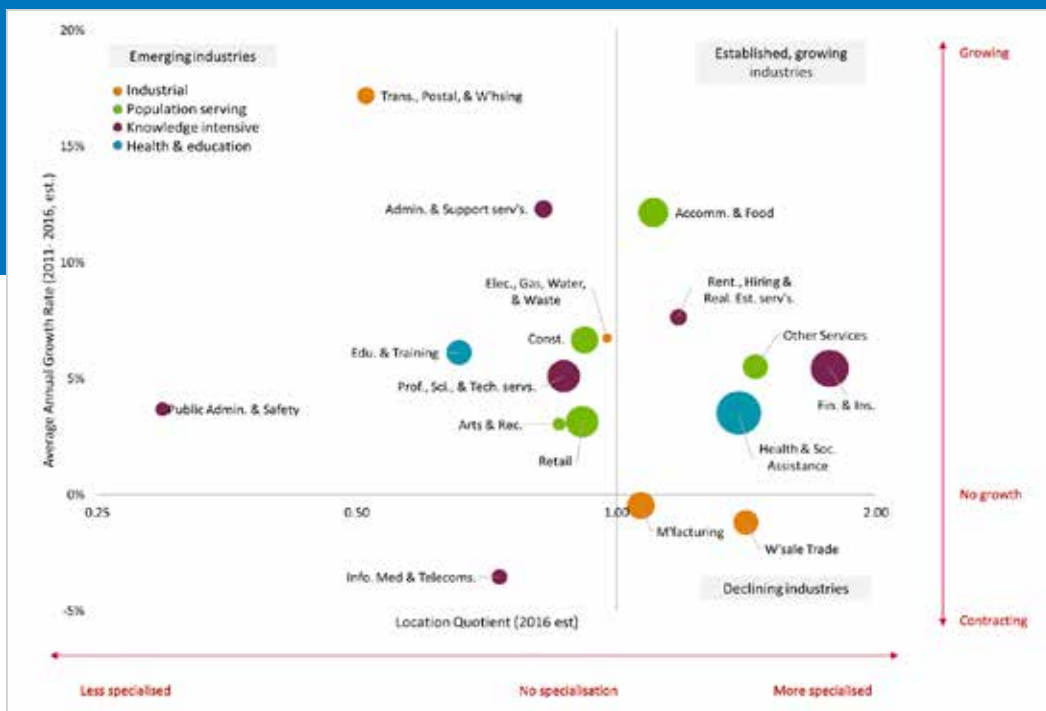 20%
Emerging industries
Established, growing
industries
Growing
Industrial
Population serving
Knowledge intensive
Health & education
Trans., Postal, & W'hsing
15%
Average Annual Growth Rate (2011- 2016, est.)
Admin. & Support serv's.
Accomm. & Food
10%
Elec., Gas, Water,
& Waste
Rent., Hiring &
Real. Est. serv's.
Const.
Other Services
Edu. & Training
5%
Prof., Sci., & Tech. servs.
Fin. & Ins.
Public Admin. & Safety
Arts & Rec.
Retail
Health & Soc.
Assistance
0%
No growth
0.25
0.50
1.00
2.00
M'facturing
W'sale Trade
Info. Med & Telecoms.
Declining industries
-5%
Location Quotient (2016 est)
Contracting
Less specialised
No specialisation
More specialised